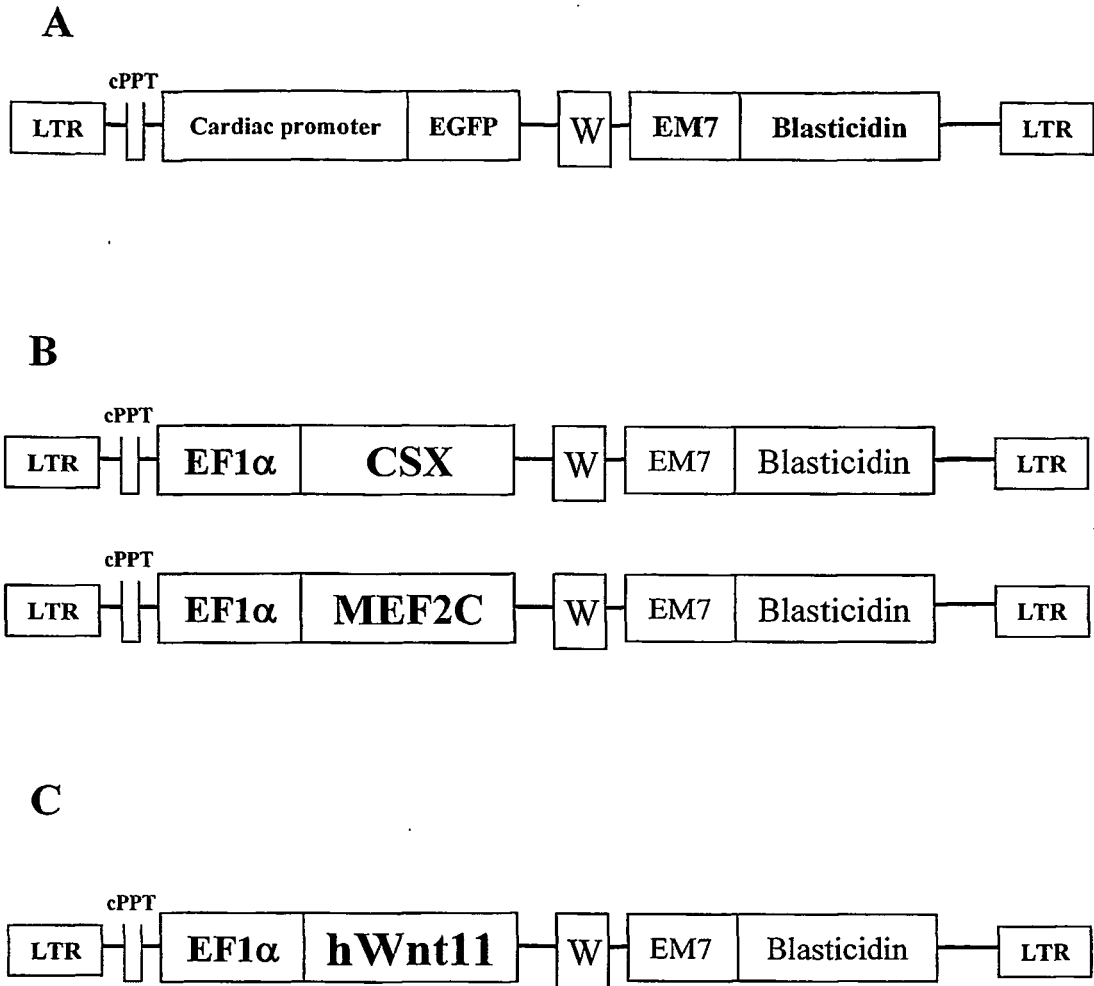 A
cPPT
LTR Cardiac promoter EGFP W EM7 Blasticidin LTR
B
cPPT
LTR EF1α CSX W EM7 Blasticidin LTR
cPPT
LTR EF1α MEF2C W EM7 Blasticidin LTR
C
cPPT
LTR EF1α hWnt11 W EM7 Blasticidin LTR